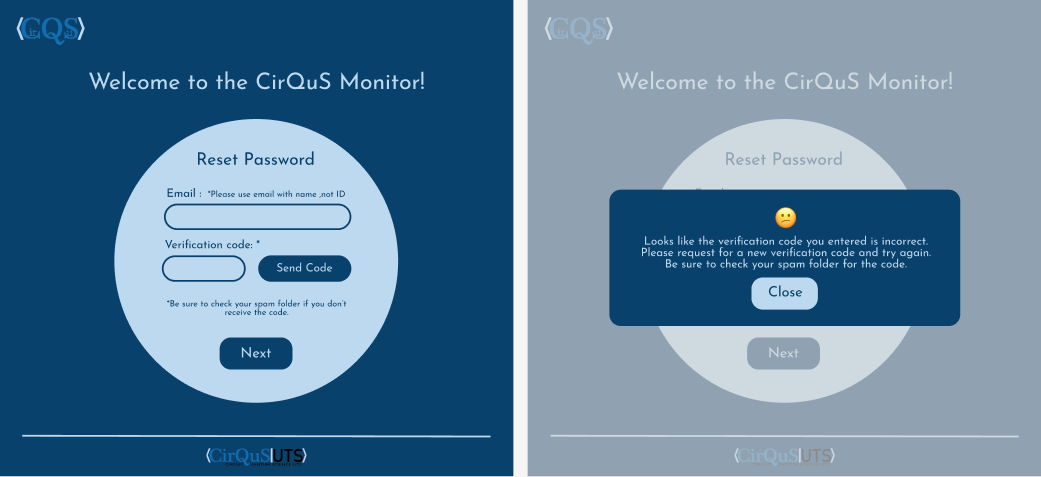 CQS
Welcome to the CirQuS Monitor!
Reset Password
Email : *Please use email with name ,not ID
Verification code: *
Send Code
*Be sure to check your spam folder if you don't
receive the code.
Next
CirQuS|UTS
CQS
Welcome to the CirQuS Monitor!
Reset Password
Looks like the verification code you entered is incorrect.
Please request for a new verification code and try again.
Be sure to check your spam folder for the code.
Close
Next
CirQuS|UTS